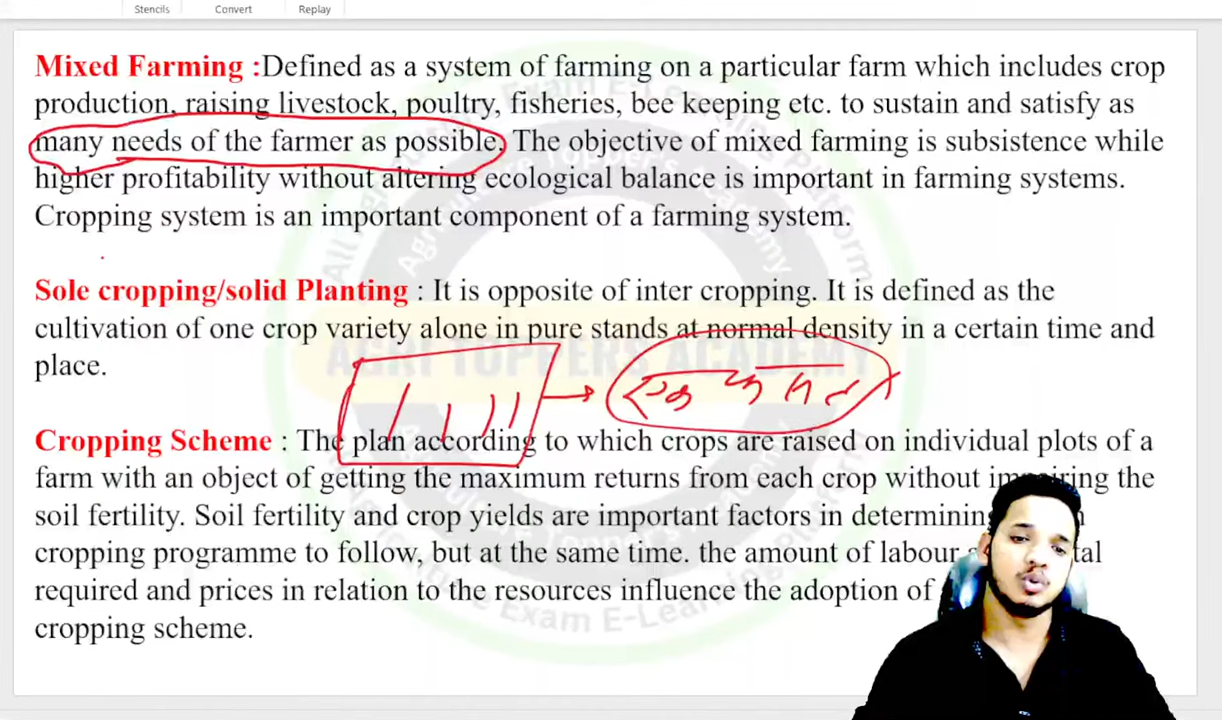 Stencils Convert Replay
Mixed Farming :Defined as a system of farming on a particular farm which includes crop
production, raising livestock, poultry, fisheries, bee keeping etc. to sustain and satisfy as
many needs of the farmer as possible. The objective of mixed farming is subsistence while
higher profitability without altering ecological balance is important in farming systems.
Cropping system is an important component of a farming system.
Sole cropping/solid Planting : It is opposite of inter cropping. It is defined as the
cultivation of one crop variety alone in pure stands at normal density in a certain time and
place.
AGRI TOPPERS ACADEMY
Cropping Scheme : The plan according to which crops are raised on individual plots of a
farm with an object of getting the maximum returns from each crop without impairing the
soil fertility. Soil fertility and crop yields are important factors in determining
cropping programme to follow, but at the same time. the amount of labour
required and prices in relation to the resources influence the adoption of
cropping scheme.